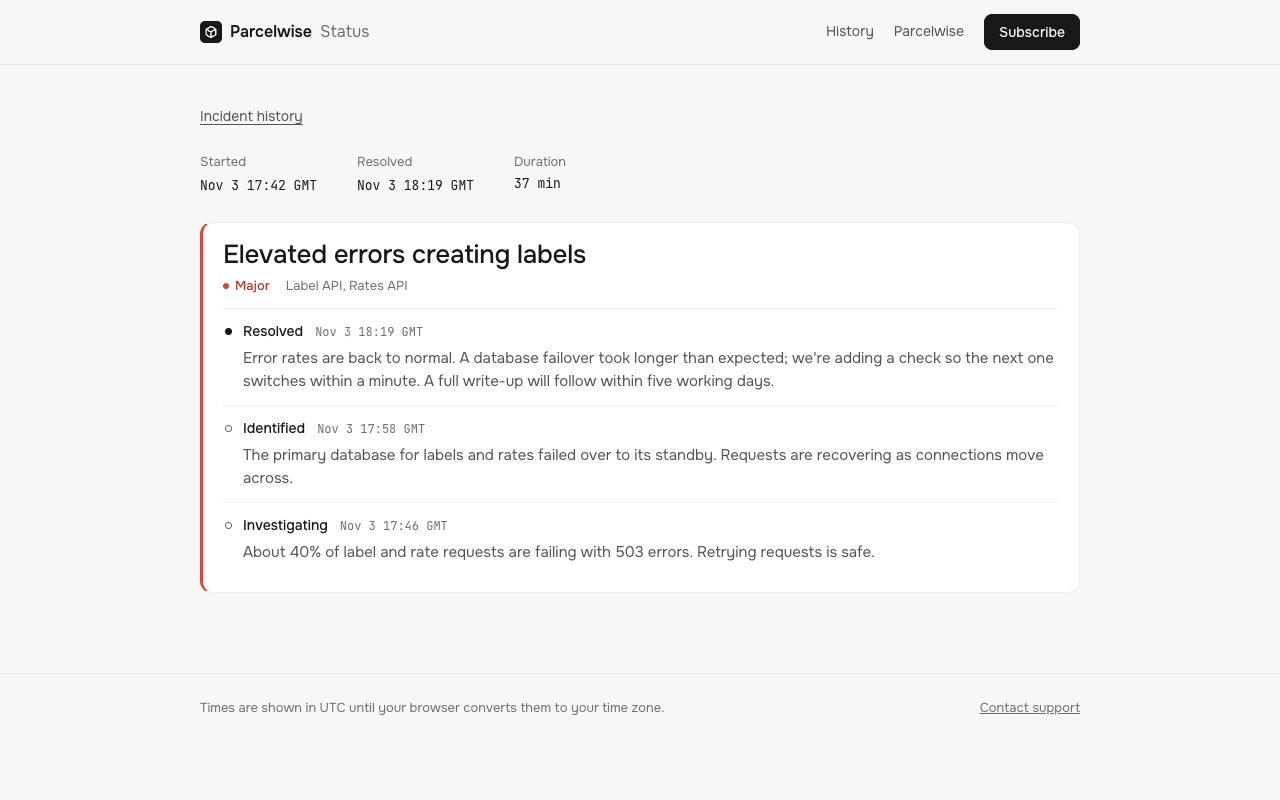 Parcelwise Status
History Parcelwise Subscribe
Incident history
Started Resolved Duration
Nov 3 17:42 GMT Nov 3 18:19 GMT 37 min
Elevated errors creating labels
Major Label API, Rates API
Resolved Nov 3 18:19 GMT
Error rates are back to normal. A database failover took longer than expected; we're adding a check so the next one
switches within a minute. A full write-up will follow within five working days.
Identified Nov 3 17:58 GMT
The primary database for labels and rates failed over to its standby. Requests are recovering as connections move
across.
Investigating Nov 3 17:46 GMT
About 40% of label and rate requests are failing with 503 errors. Retrying requests is safe.
Times are shown in UTC until your browser converts them to your time zone. Contact support